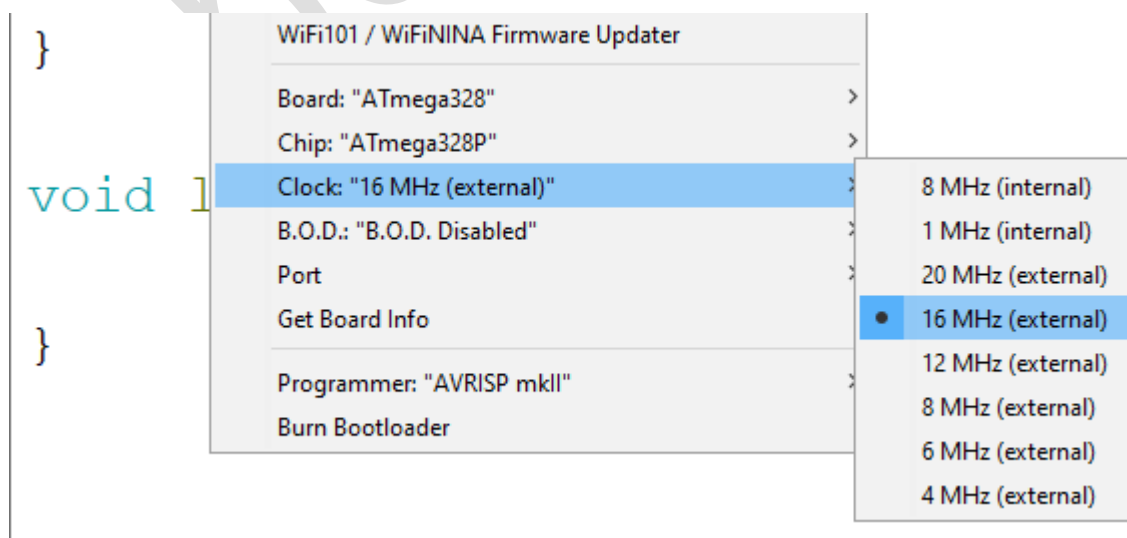 }
void l
}
WiFi101 / WiFiNINA Firmware Updater
Board: "ATmega328"
Chip: "ATmega328P"
Clock: "16 MHz (external)"
B.O.D.: "B.O.D. Disabled"
Port
Get Board Info
Programmer: "AVRISP mkII"
Burn Bootloader
8 MHz (internal)
1 MHz (internal)
20 MHz (external)
16 MHz (external)
12 MHz (external)
8 MHz (external)
6 MHz (external)
4 MHz (external)